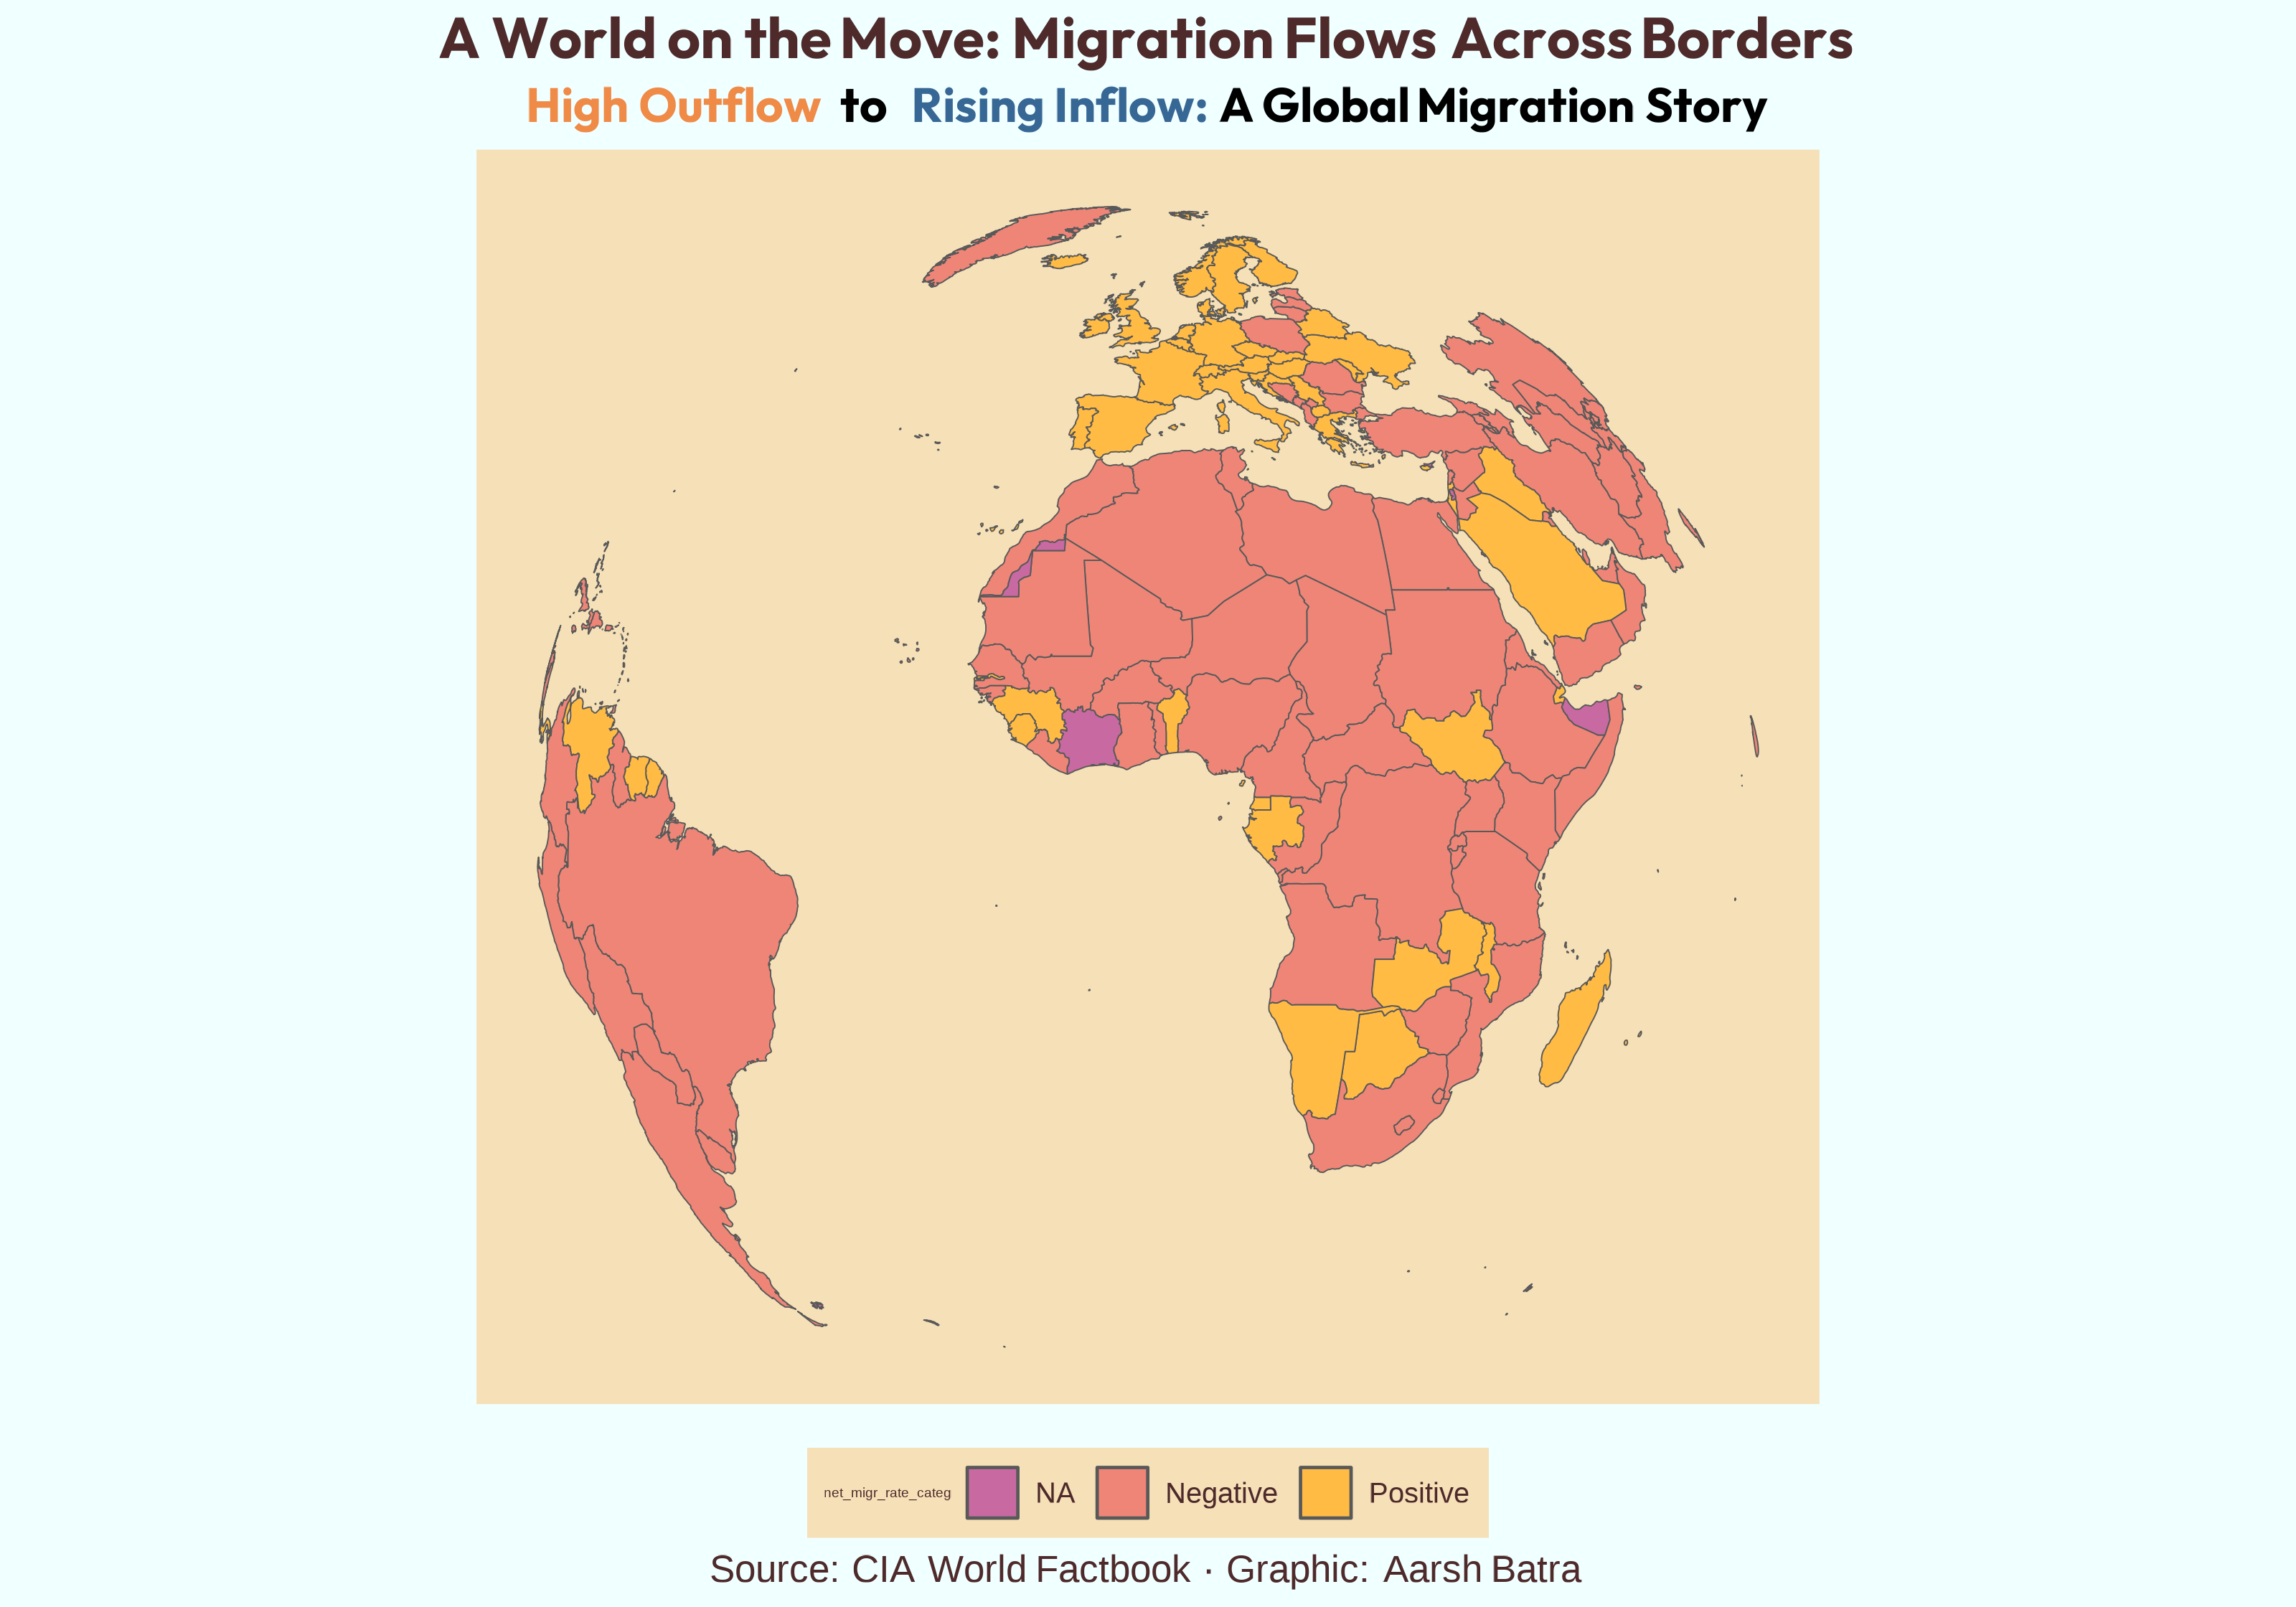 A World on the Move: Migration Flows Across Borders
High Outflow to Rising Inflow: A Global Migration Story
net_migr_rate_categ NA Negative Positive
Source: CIA World Factbook · Graphic: Aarsh Batra